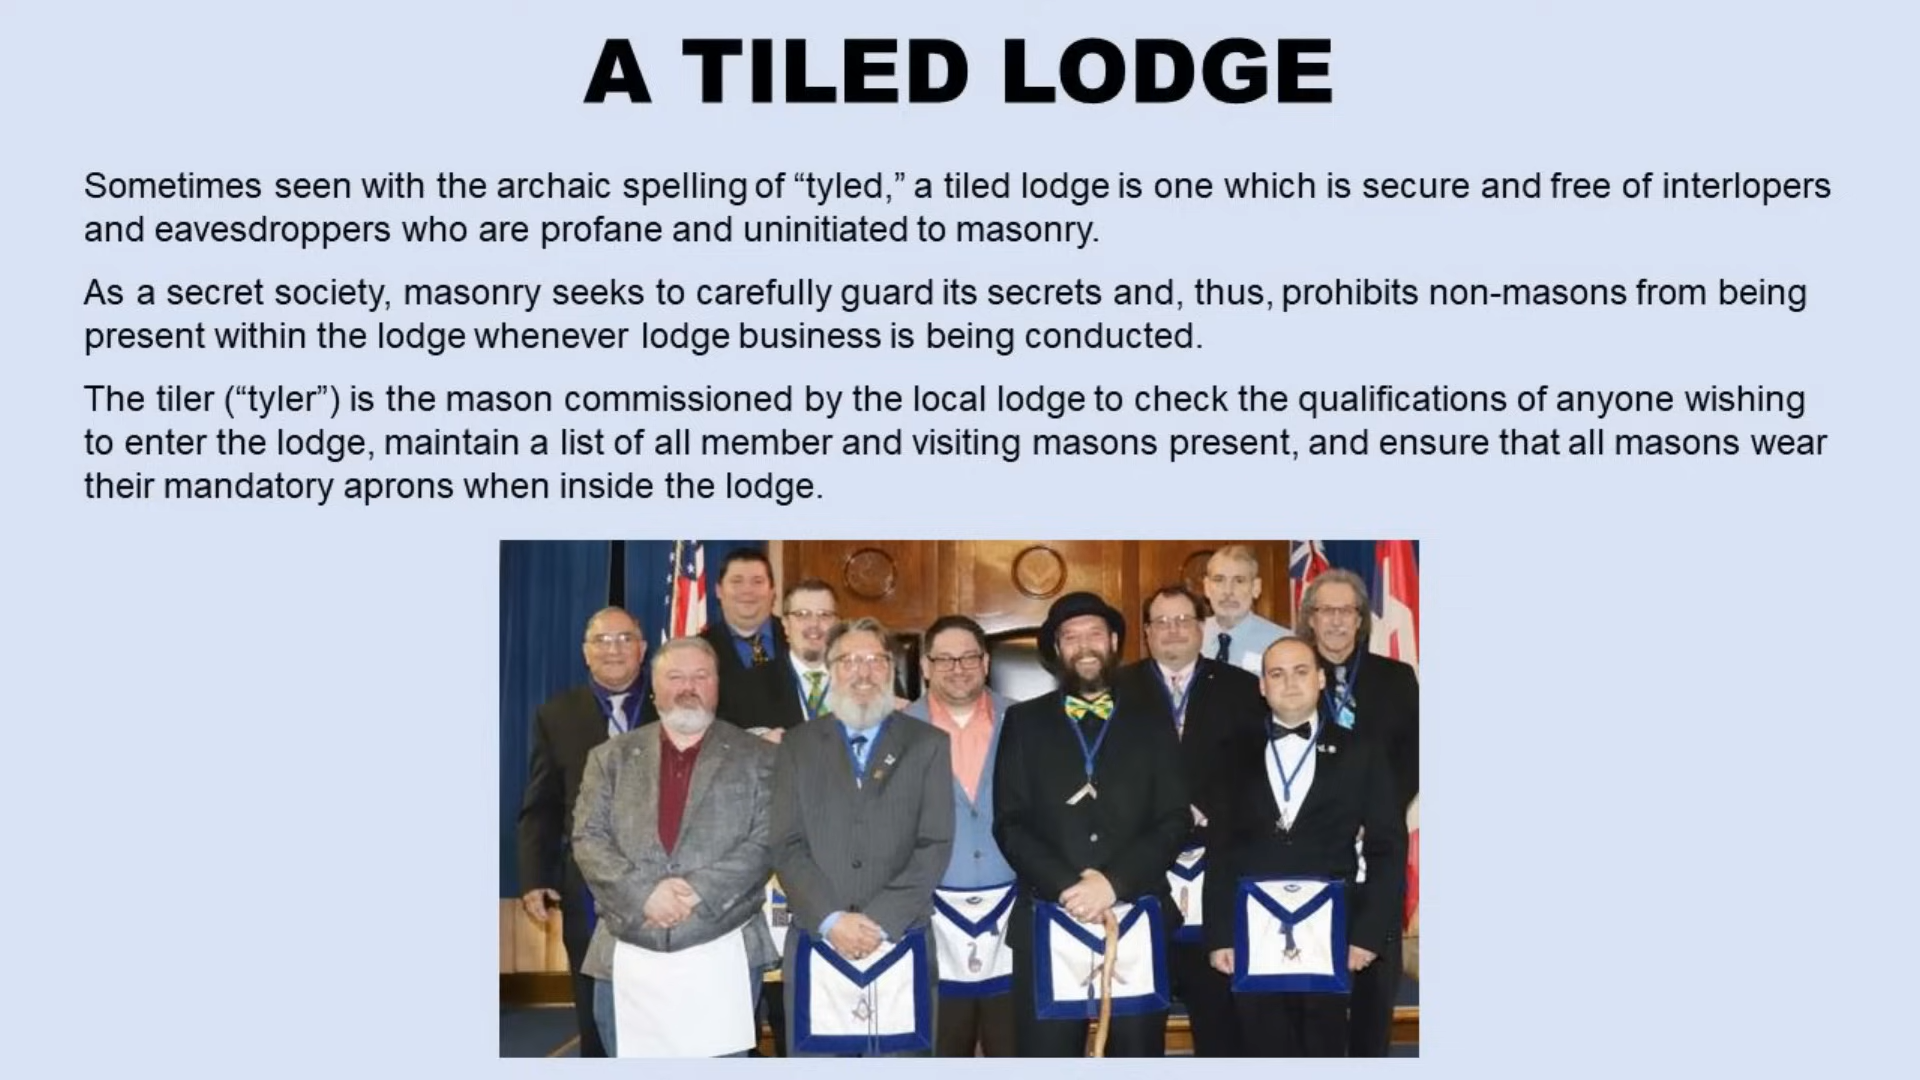 A TILED LODGE
Sometimes seen with the archaic spelling of “tyled,” a tiled lodge is one which is secure and free of interlopers
and eavesdroppers who are profane and uninitiated to masonry.
As a secret society, masonry seeks to carefully guard its secrets and, thus, prohibits non-masons from being
present within the lodge whenever lodge business is being conducted.
The tiler (“tyler”) is the mason commissioned by the local lodge to check the qualifications of anyone wishing
to enter the lodge, maintain a list of all member and visiting masons present, and ensure that all masons wear
their mandatory aprons when inside the lodge.